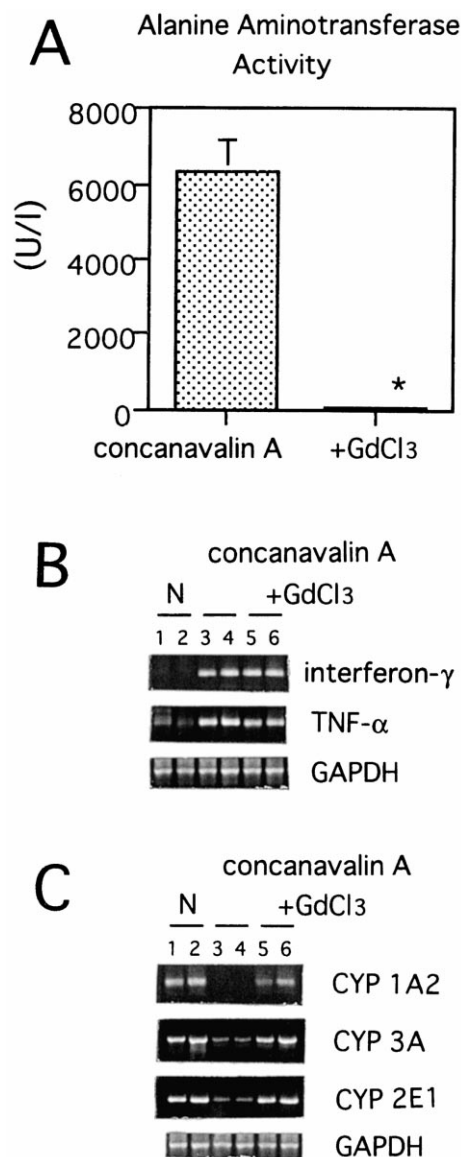 A
Alanine Aminotransferase
Activity
(U/l)
8000
6000
4000
2000
0
T
*
concanavalin A +GdCl3
B
concanavalin A
N +GdCl3
1 2 3 4 5 6
interferon-γ
TNF-α
GAPDH
C
concanavalin A
N +GdCl3
1 2 3 4 5 6
CYP 1A2
CYP 3A
CYP 2E1
GAPDH